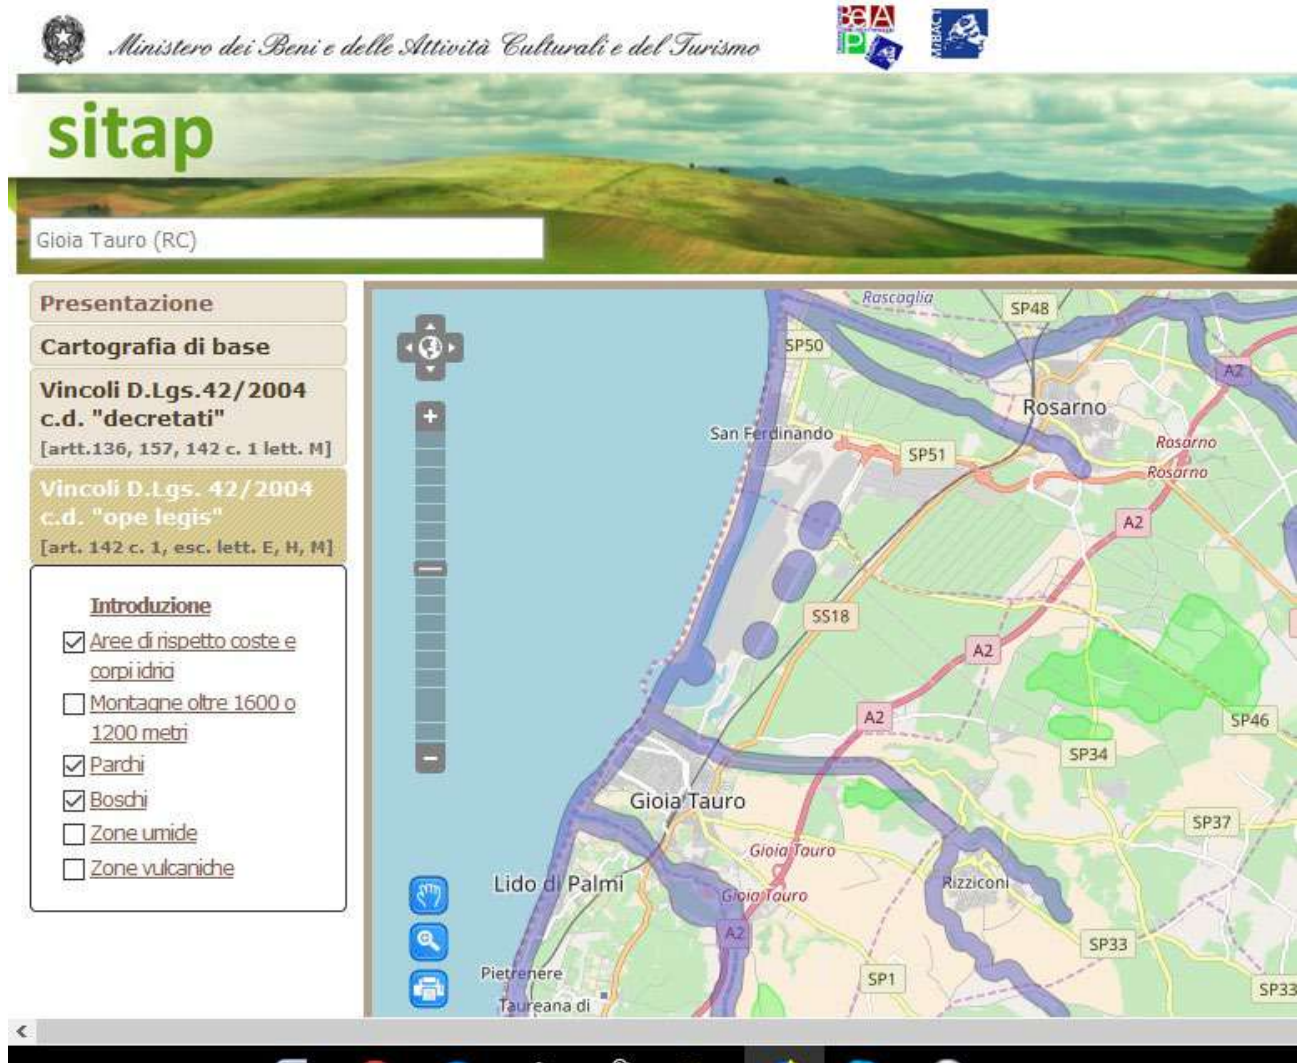 Ministero dei Beni e delle Attività Culturali e del Turismo
BeAP
MiBACT
sitap
Gioia Tauro (RC)
Presentazione
Cartografia di base
Vincoli D.Lgs.42/2004
c.d. "decretati"
[artt.136, 157, 142 c. 1 lett. M]
Vincoli D.Lgs. 42/2004
c.d. "ope legis"
[art. 142 c. 1, esc. lett. E, H, M]
Introduzione
Aree di rispetto coste e
corpi idrici
Montagne oltre 1600 o
1200 metri
Parchi
Boschi
Zone umide
Zone vulcaniche
Rascaglia
SP48
SP50
A2
Rosarno
San Ferdinando
SP51
Rosarno
Rosarno
A2
SS18
A2
A2
SP46
SP34
Gioia Tauro
SP37
Gioia Tauro
Lido di Palmi
Gioia Tauro
Rizziconi
A2
SP33
Pietrenere
SP1
SP33
Taureana di